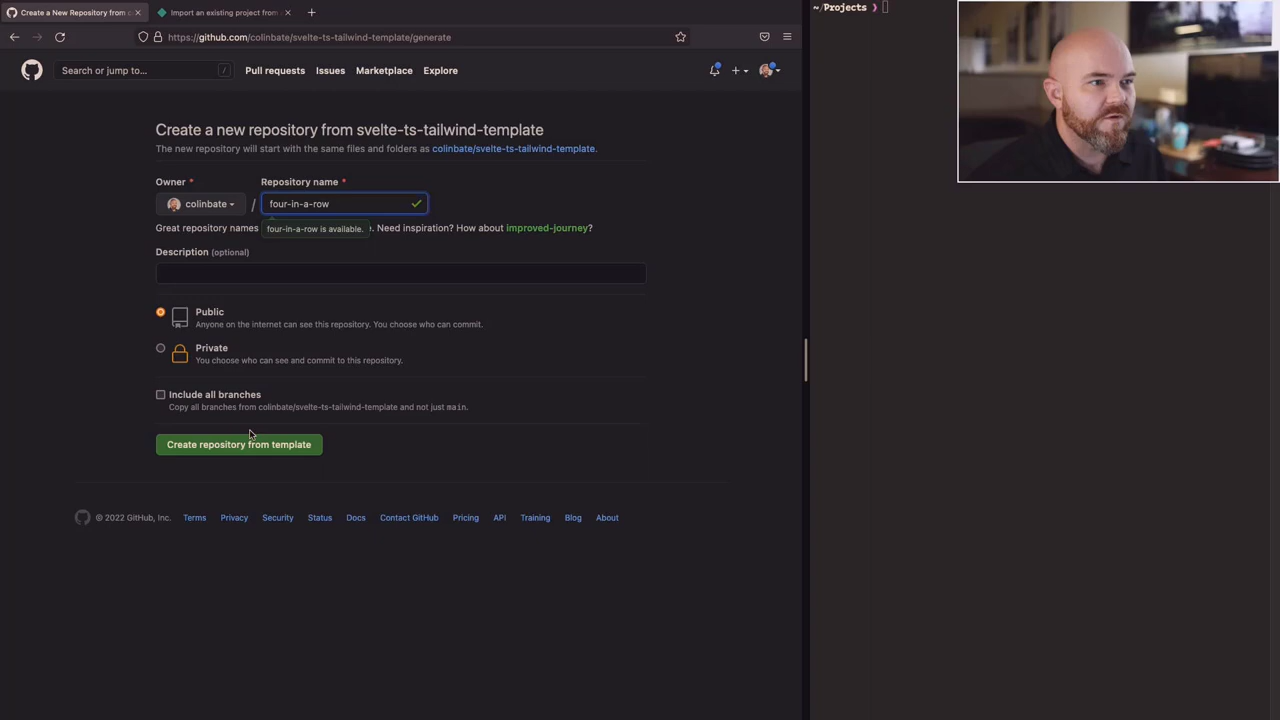 Create a New Repository from
Import an existing project from
~/Projects ❯
https://github.com/colinbate/svelte-ts-tailwind-template/generate
Search or jump to... /
Pull requests
Issues
Marketplace
Explore
Create a new repository from svelte-ts-tailwind-template
The new repository will start with the same files and folders as colinbate/svelte-ts-tailwind-template.
Owner *
Repository name *
colinbate / four-in-a-row
Great repository names Need inspiration? How about improved-journey?
four-in-a-row is available.
Description (optional)
Public
Anyone on the internet can see this repository. You choose who can commit.
Private
You choose who can see and commit to this repository.
Include all branches
Copy all branches from colinbate/svelte-ts-tailwind-template and not just main.
Create repository from template
© 2022 GitHub, Inc.
Terms
Privacy
Security
Status
Docs
Contact GitHub
Pricing
API
Training
Blog
About